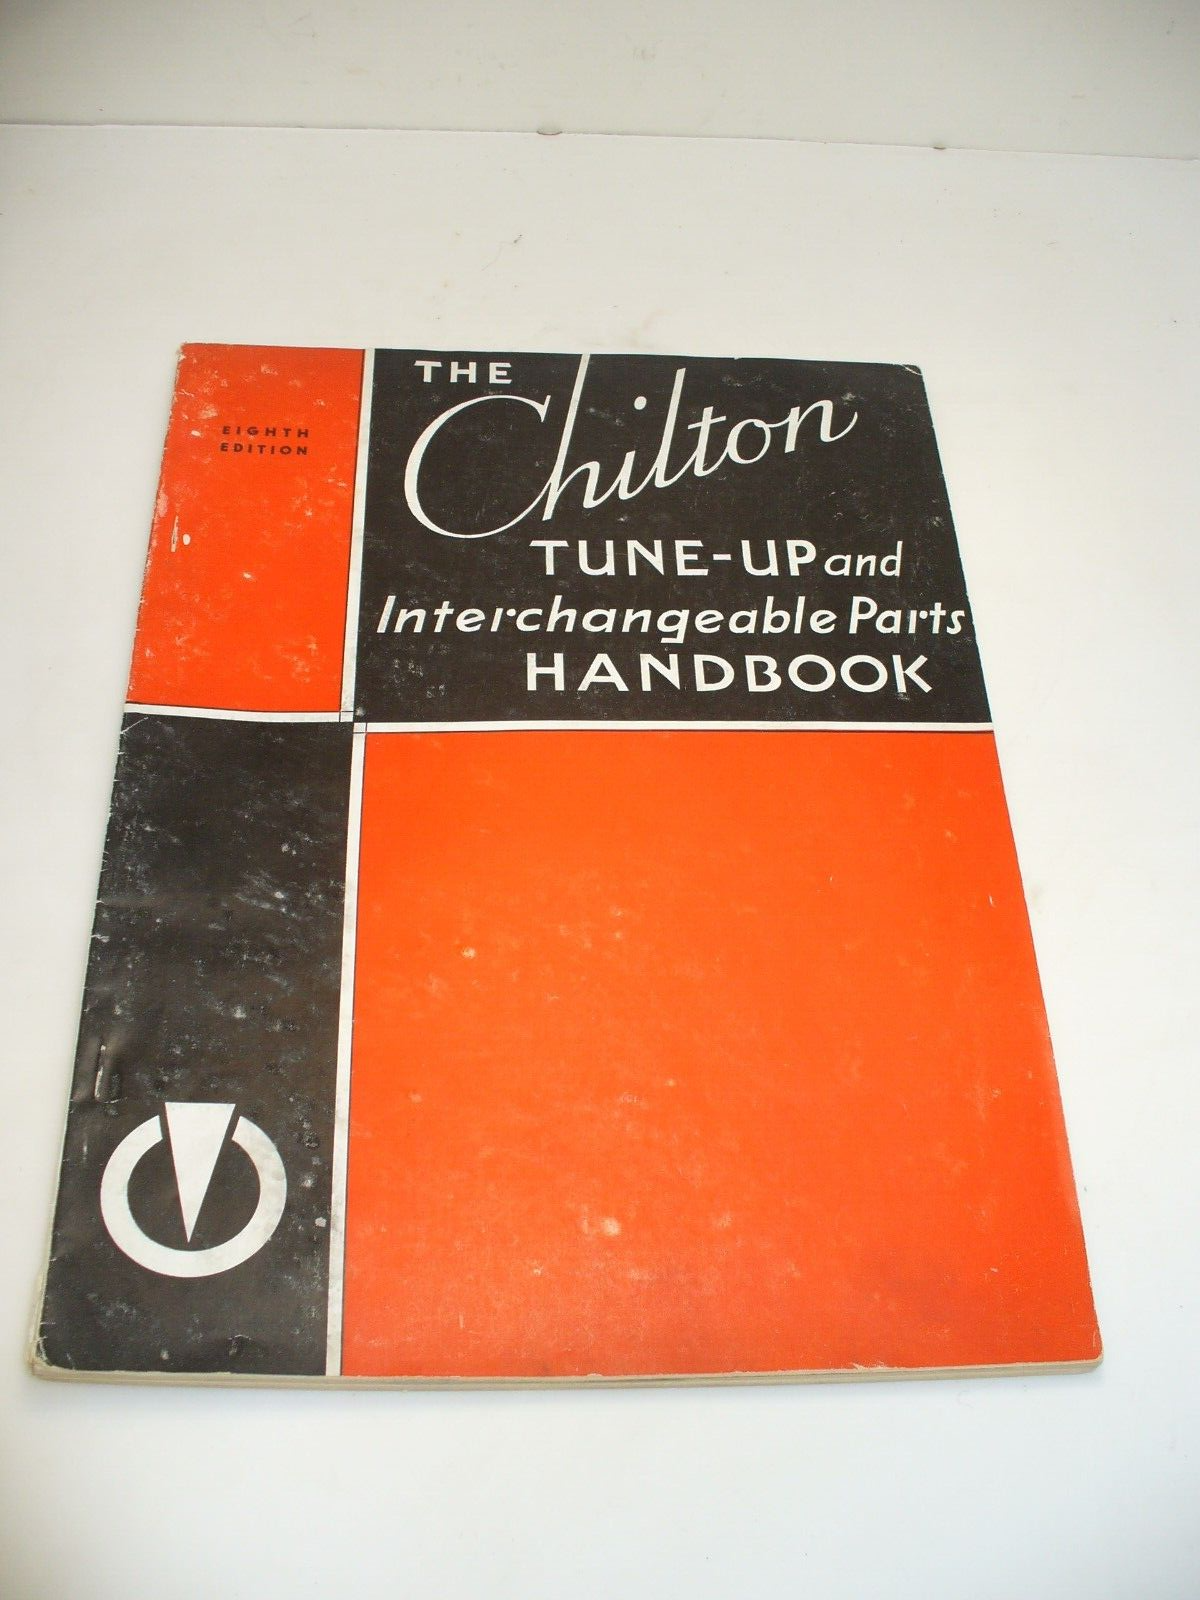 EIGHTH
EDITION
THE
Chilton
TUNE-UP and
Interchangeable Parts
HANDBOOK